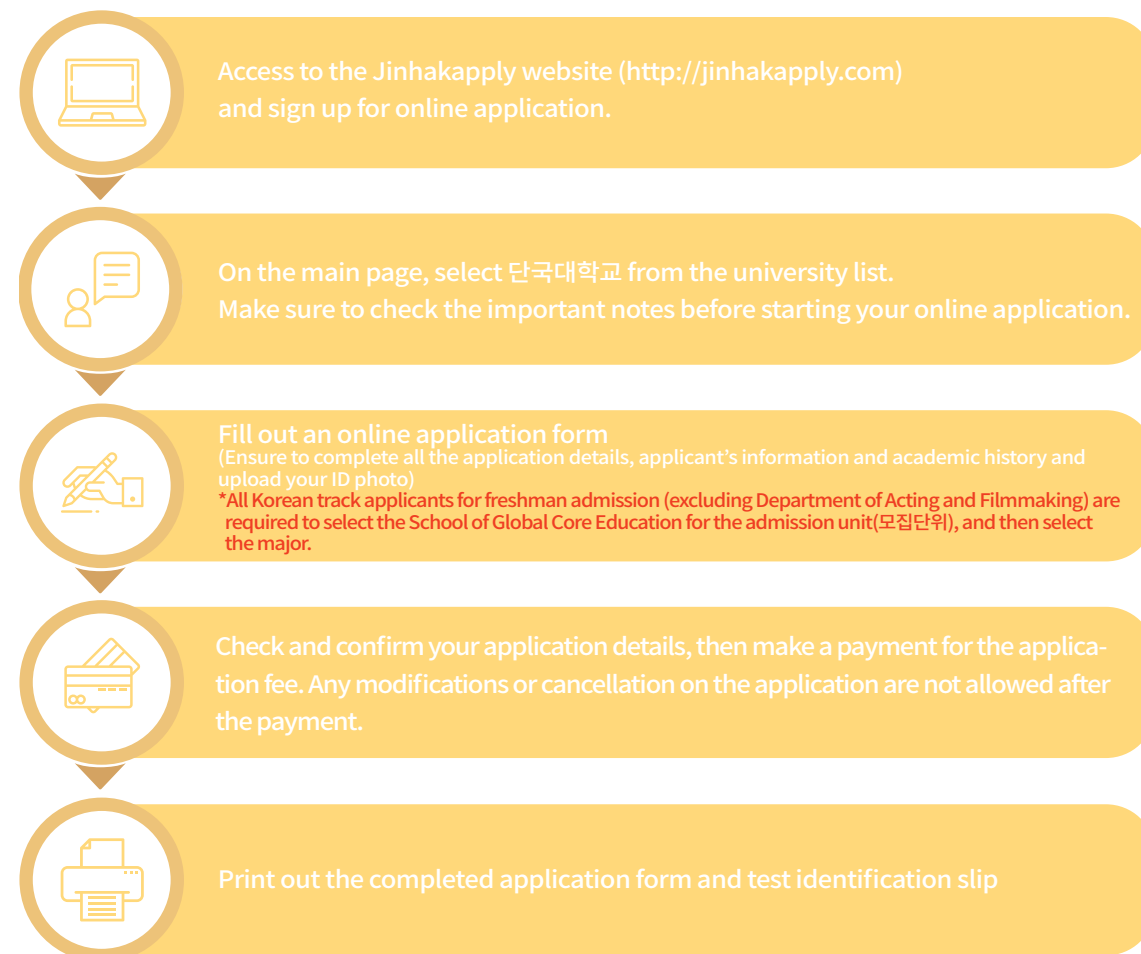 Access to the Jinhakapply website (http://jinhakapply.com)
and sign up for online application.
On the main page, select 단국대학교 from the university list.
Make sure to check the important notes before starting your online application.
Fill out an online application form
(Ensure to complete all the application details, applicant's information and academic history and
upload your ID photo)
*All Korean track applicants for freshman admission (excluding Department of Acting and Filmmaking) are
required to select the School of Global Core Education for the admission unit(모집단위), and then select
the major.
Check and confirm your application details, then make a payment for the applica-
tion fee. Any modifications or cancellation on the application are not allowed after
the payment.
Print out the completed application form and test identification slip